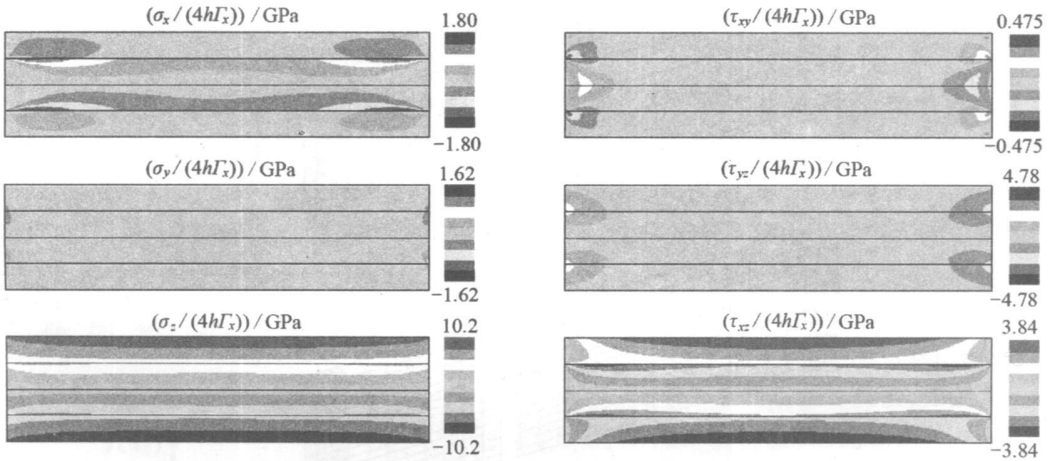 (σx/(4hΓx)) / GPa
1.80
−1.80
(τxy/(4hΓx)) / GPa
0.475
−0.475
(σy/(4hΓx)) / GPa
1.62
−1.62
(τyz/(4hΓx)) / GPa
4.78
−4.78
(σz/(4hΓx)) / GPa
10.2
−10.2
(τxz/(4hΓx)) / GPa
3.84
−3.84